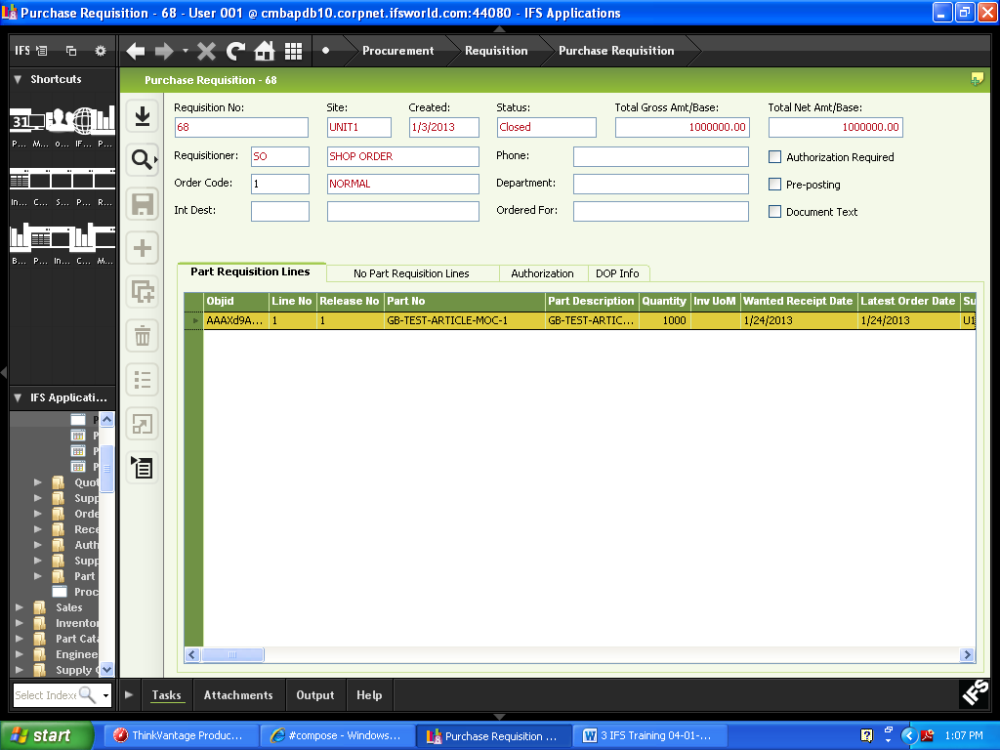 Purchase Requisition - 68 - User 001 @ cmbapdb10.corpnet.ifsworld.com:44080 - IFS Applications
IFS Procurement Requisition Purchase Requisition
Shortcuts
Purchase Requisition - 68
31
P... M... o... IF... P...
In... C... S... P... R...
B... P... In... C... M...
Requisition No: Site: Created: Status: Total Gross Amt/Base: Total Net Amt/Base:
68 UNIT1 1/3/2013 Closed 1000000.00 1000000.00
Requisitioner: SO SHOP ORDER Phone: Authorization Required
Order Code: 1 NORMAL Department: Pre-posting
Int Dest: Ordered For: Document Text
Part Requisition Lines No Part Requisition Lines Authorization DOP Info
Objid Line No Release No Part No Part Description Quantity Inv UoM Wanted Receipt Date Latest Order Date Su
AAAXd9A... 1 1 GB-TEST-ARTICLE-MOC-1 GB-TEST-ARTIC... 1000 1/24/2013 1/24/2013 U1
IFS Applicati...
P
P
P
P
Quot
Supp
Orde
Rece
Auth
Supp
Part
Proc
Sales
Inventor
Part Cata
Enginee
Supply C
Select Index
Tasks Attachments Output Help IFS
start ThinkVantage Produc... #compose - Windows... Purchase Requisition ... 3 IFS Training 04-01-... 1:07 PM